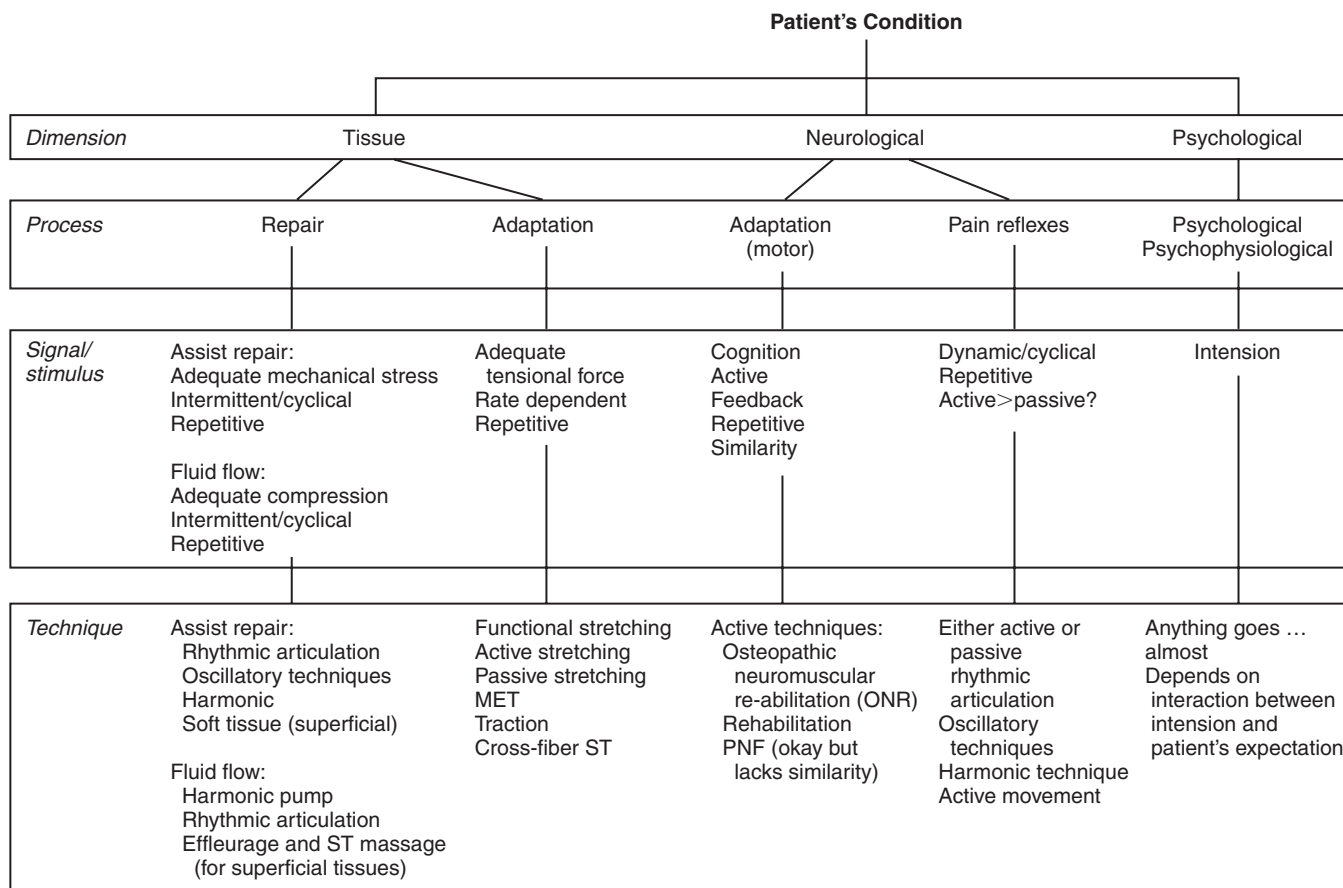 Patient’s Condition
Dimension
Tissue
Neurological
Psychological
Process
Repair
Adaptation
Adaptation
(motor)
Pain reflexes
Psychological
Psychophysiological
Signal/
stimulus
Assist repair:
Adequate mechanical stress
Intermittent/cyclical
Repetitive
Fluid flow:
Adequate compression
Intermittent/cyclical
Repetitive
Adequate
tensional force
Rate dependent
Repetitive
Cognition
Active
Feedback
Repetitive
Similarity
Dynamic/cyclical
Repetitive
Active>passive?
Intension
Technique
Assist repair:
Rhythmic articulation
Oscillatory techniques
Harmonic
Soft tissue (superficial)
Fluid flow:
Harmonic pump
Rhythmic articulation
Effleurage and ST massage
(for superficial tissues)
Functional stretching
Active stretching
Passive stretching
MET
Traction
Cross-fiber ST
Active techniques:
Osteopathic
neuromuscular
re-abilitation (ONR)
Rehabilitation
PNF (okay but
lacks similarity)
Either active or
passive
rhythmic
articulation
Oscillatory
techniques
Harmonic technique
Active movement
Anything goes …
almost
Depends on
interaction between
intension and
patient’s expectation